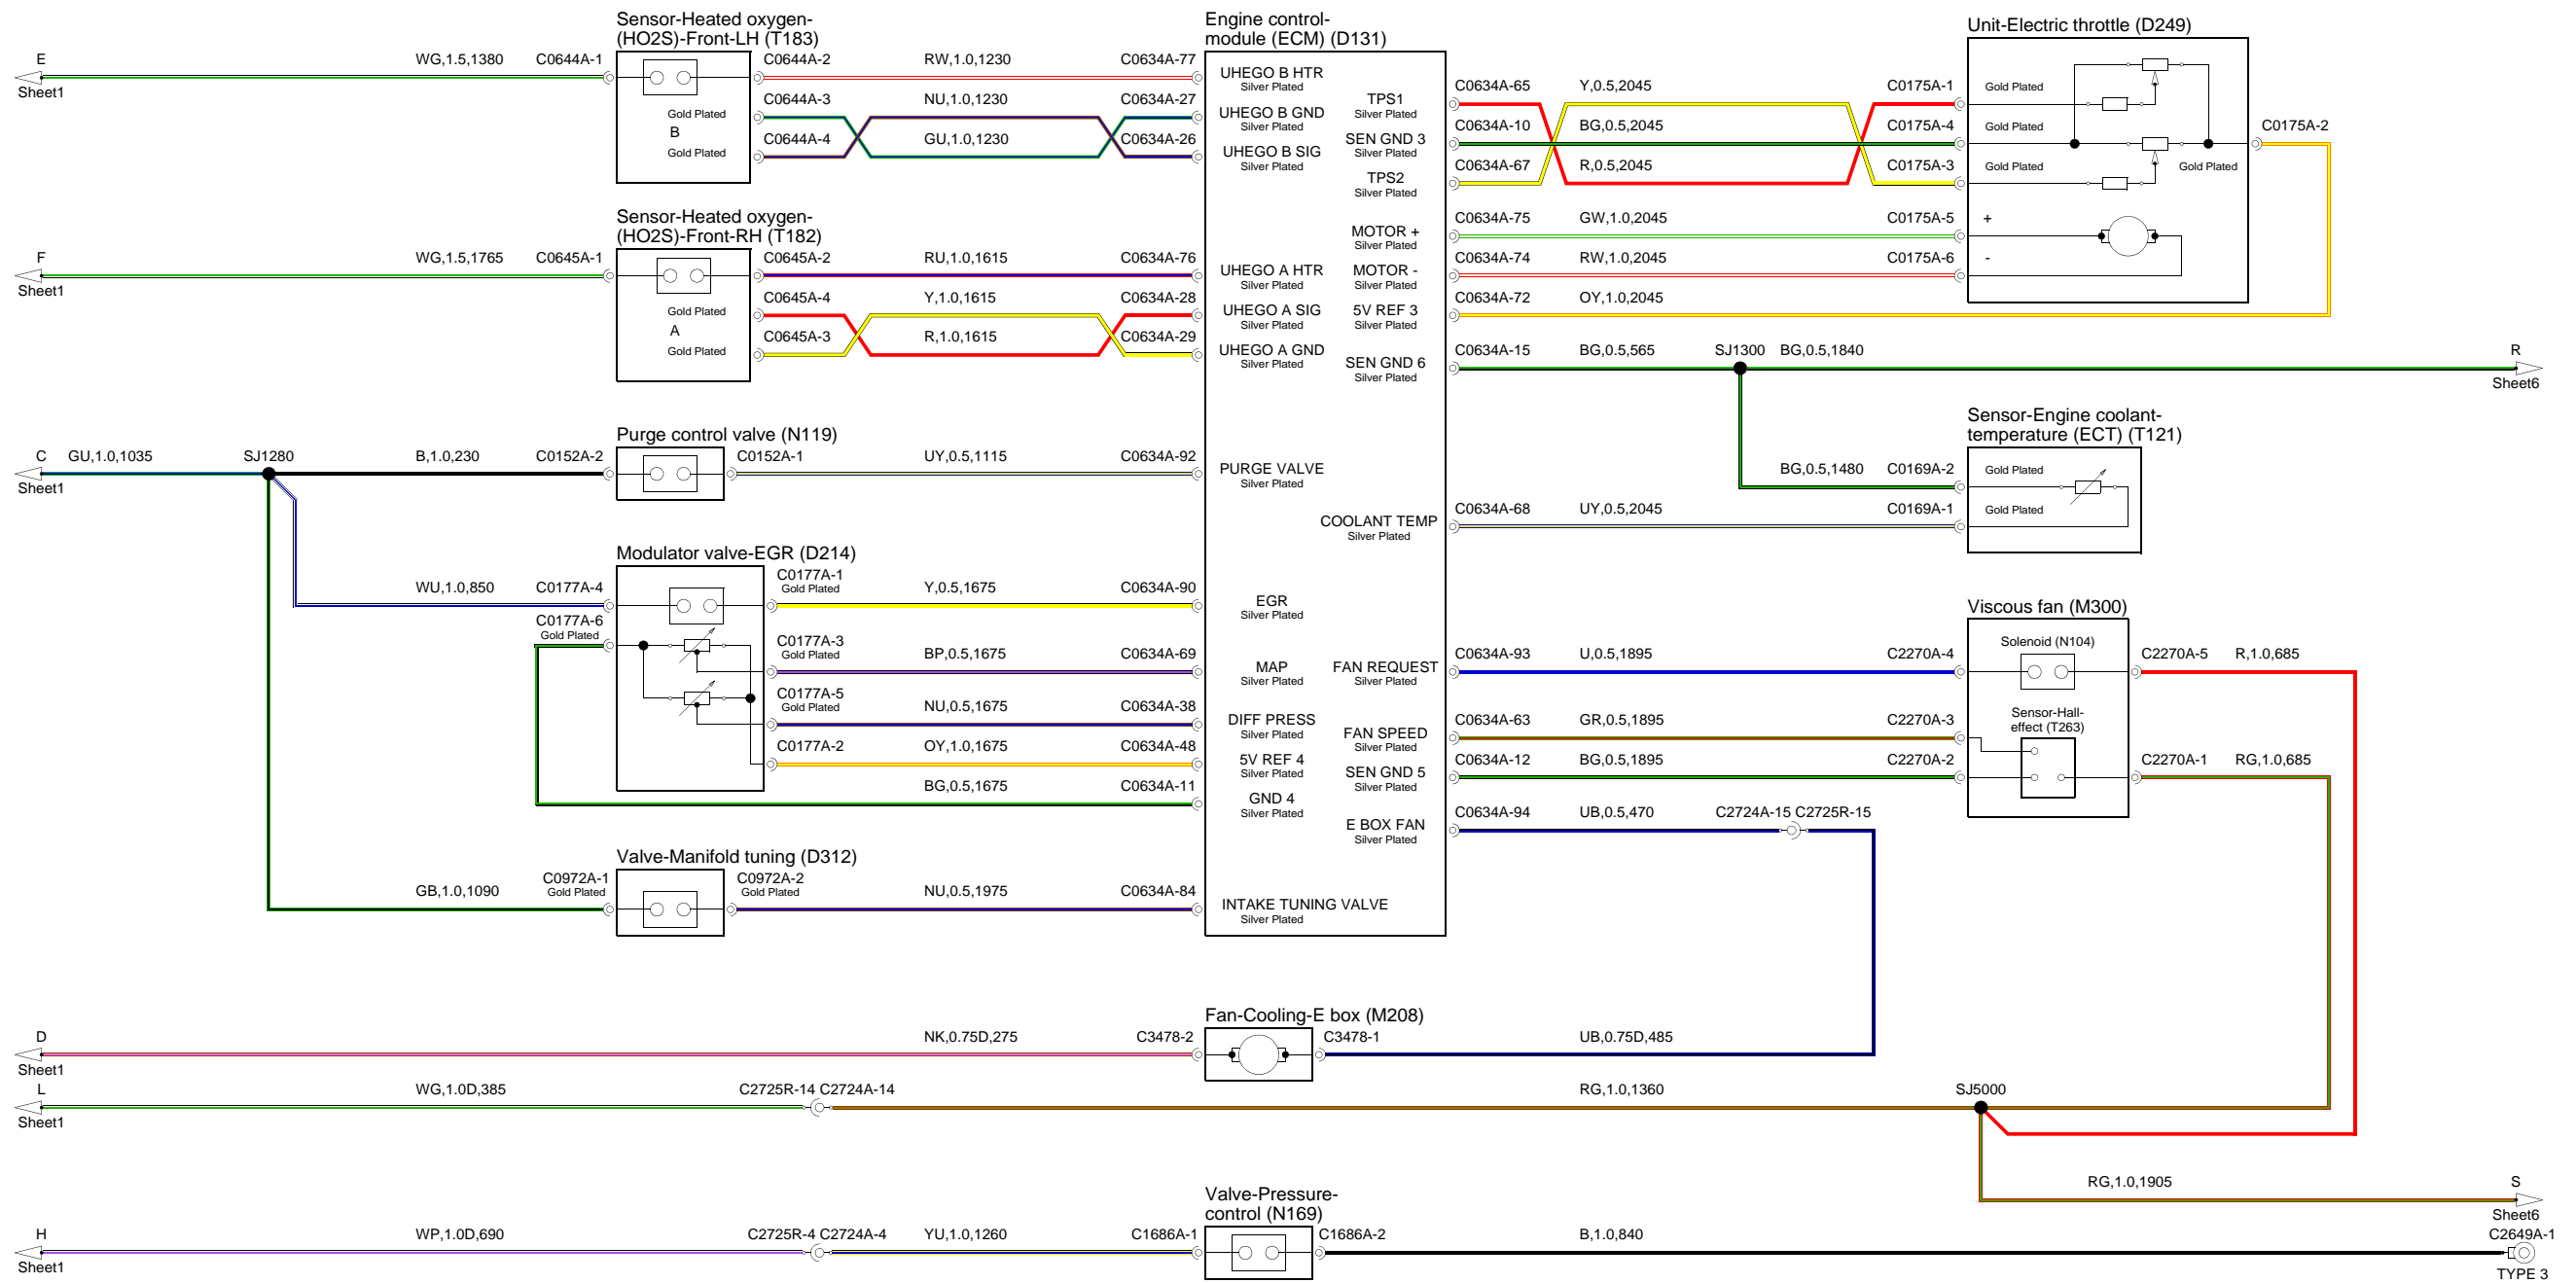 Sensor-Heated oxygen-
(HO2S)-Front-LH (T183)
E
Sheet1
WG,1.5,1380
C0644A-1
C0644A-2
RW,1.0,1230
C0634A-77
C0644A-3
Gold Plated
NU,1.0,1230
C0634A-27
B
C0644A-4
Gold Plated
GU,1.0,1230
C0634A-26
Sensor-Heated oxygen-
(HO2S)-Front-RH (T182)
F
Sheet1
WG,1.5,1765
C0645A-1
C0645A-2
RU,1.0,1615
C0634A-76
C0645A-4
Gold Plated
Y,1.0,1615
C0634A-28
A
C0645A-3
Gold Plated
R,1.0,1615
C0634A-29
Purge control valve (N119)
C
Sheet1
GU,1.0,1035
SJ1280
B,1.0,230
C0152A-2
C0152A-1
UY,0.5,1115
C0634A-92
Modulator valve-EGR (D214)
WU,1.0,850
C0177A-4
C0177A-6
Gold Plated
C0177A-1
Gold Plated
Y,0.5,1675
C0634A-90
C0177A-3
Gold Plated
BP,0.5,1675
C0634A-69
C0177A-5
Gold Plated
NU,0.5,1675
C0634A-38
C0177A-2
OY,1.0,1675
C0634A-48
BG,0.5,1675
C0634A-11
Valve-Manifold tuning (D312)
GB,1.0,1090
C0972A-1
Gold Plated
C0972A-2
Gold Plated
NU,0.5,1975
C0634A-84
Engine control-
module (ECM) (D131)
UHEGO B HTR
Silver Plated
UHEGO B GND
Silver Plated
UHEGO B SIG
Silver Plated
UHEGO A HTR
Silver Plated
UHEGO A SIG
Silver Plated
UHEGO A GND
Silver Plated
PURGE VALVE
Silver Plated
EGR
Silver Plated
MAP
Silver Plated
DIFF PRESS
Silver Plated
5V REF 4
Silver Plated
GND 4
Silver Plated
INTAKE TUNING VALVE
Silver Plated
TPS1
Silver Plated
SEN GND 3
Silver Plated
TPS2
Silver Plated
MOTOR +
Silver Plated
MOTOR -
Silver Plated
5V REF 3
Silver Plated
SEN GND 6
Silver Plated
COOLANT TEMP
Silver Plated
FAN REQUEST
Silver Plated
FAN SPEED
Silver Plated
SEN GND 5
Silver Plated
E BOX FAN
Silver Plated
Unit-Electric throttle (D249)
C0634A-65
Y,0.5,2045
C0175A-1
Gold Plated
C0634A-10
BG,0.5,2045
C0175A-4
Gold Plated
C0175A-2
C0634A-67
R,0.5,2045
C0175A-3
Gold Plated
Gold Plated
C0634A-75
GW,1.0,2045
C0175A-5
+
C0634A-74
RW,1.0,2045
C0175A-6
-
C0634A-72
OY,1.0,2045
C0634A-15
BG,0.5,565
SJ1300
BG,0.5,1840
R
Sheet6
Sensor-Engine coolant-
temperature (ECT) (T121)
BG,0.5,1480
C0169A-2
Gold Plated
C0634A-68
UY,0.5,2045
C0169A-1
Gold Plated
Viscous fan (M300)
Solenoid (N104)
C0634A-93
U,0.5,1895
C2270A-4
C2270A-5
R,1.0,685
Sensor-Hall-
effect (T263)
C0634A-63
GR,0.5,1895
C2270A-3
C0634A-12
BG,0.5,1895
C2270A-2
C2270A-1
RG,1.0,685
C0634A-94
UB,0.5,470
C2724A-15 C2725R-15
Fan-Cooling-E box (M208)
D
Sheet1
NK,0.75D,275
C3478-2
C3478-1
UB,0.75D,485
L
Sheet1
WG,1.0D,385
C2725R-14 C2724A-14
RG,1.0,1360
SJ5000
RG,1.0,1905
S
Sheet6
Valve-Pressure-
control (N169)
H
Sheet1
WP,1.0D,690
C2725R-4 C2724A-4
YU,1.0,1260
C1686A-1
C1686A-2
B,1.0,840
C2649A-1
TYPE 3